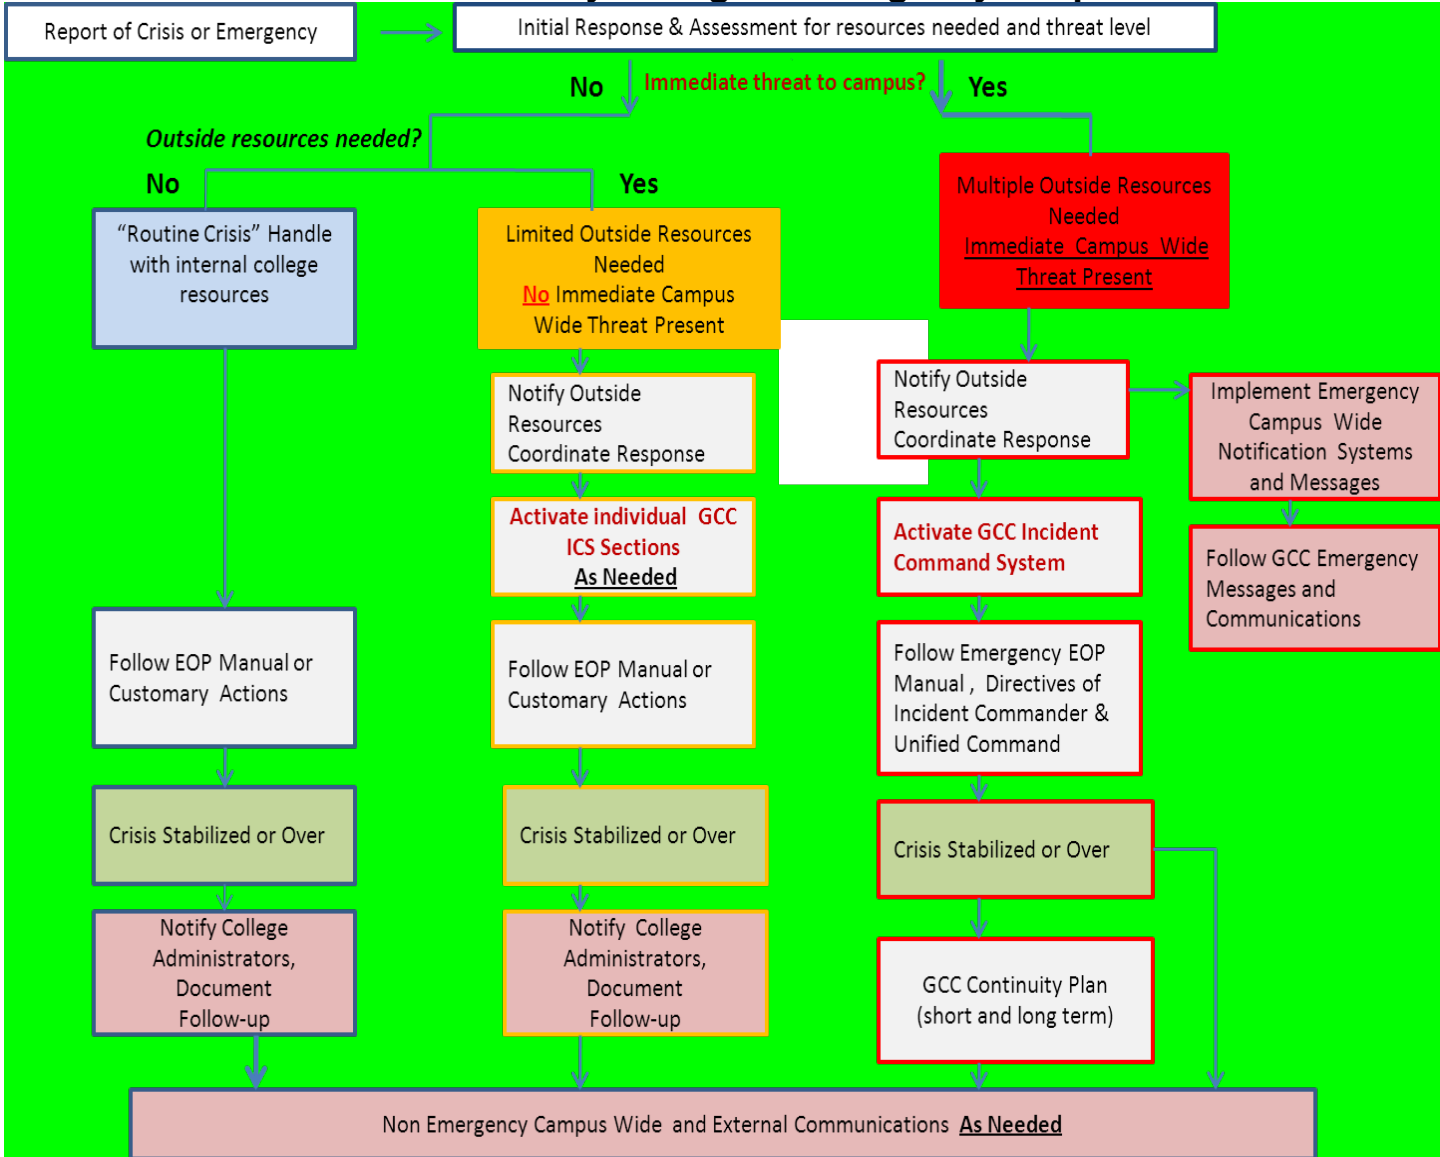 Report of Crisis or Emergency
Initial Response & Assessment for resources needed and threat level
No
Immediate threat to campus?
Yes
Outside resources needed?
No
Yes
“Routine Crisis” Handle
with internal college
resources
Limited Outside Resources
Needed
No Immediate Campus
Wide Threat Present
Multiple Outside Resources
Needed
Immediate Campus Wide
Threat Present
Notify Outside
Resources
Coordinate Response
Notify Outside
Resources
Coordinate Response
Implement Emergency
Campus Wide
Notification Systems
and Messages
Activate individual GCC
ICS Sections
As Needed
Activate GCC Incident
Command System
Follow GCC Emergency
Messages and
Communications
Follow EOP Manual or
Customary Actions
Follow EOP Manual or
Customary Actions
Follow Emergency EOP
Manual , Directives of
Incident Commander &
Unified Command
Crisis Stabilized or Over
Crisis Stabilized or Over
Crisis Stabilized or Over
Notify College
Administrators,
Document
Follow-up
Notify College
Administrators,
Document
Follow-up
GCC Continuity Plan
(short and long term)
Non Emergency Campus Wide and External Communications As Needed